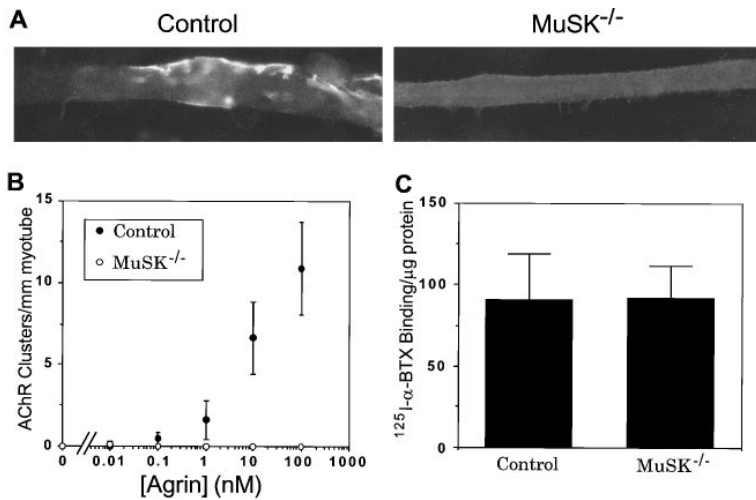 A
Control
MuSK-/-
B
AChR Clusters/mm myotube
15
10
5
0
Control
MuSK-/-
0 0.01 0.1 1 10 100 1000
[Agrin] (nM)
C
125I-α-BTX Binding/µg protein
150
100
50
0
Control
MuSK-/-